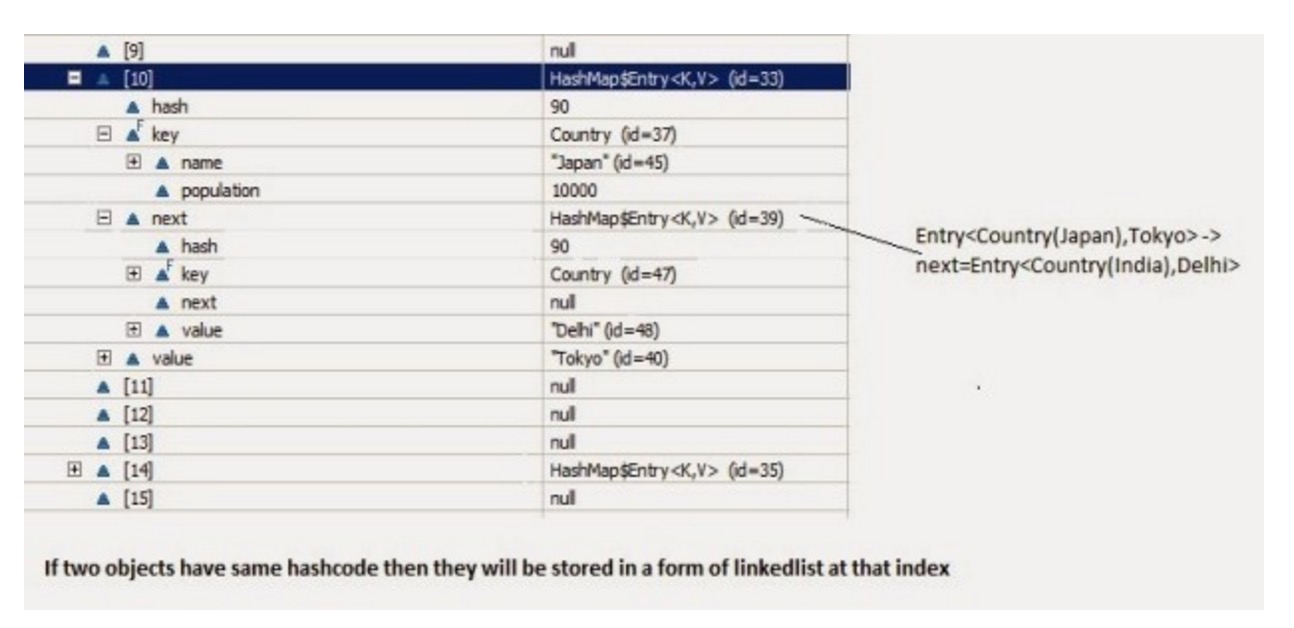 [9] null
[10] HashMap$Entry<K,V> (id=33)
hash 90
F
key Country (id=37)
name "Japan" (id=45)
population 10000
next HashMap$Entry<K,V> (id=39)
hash 90
F
key Country (id=47)
next null
value "Delhi" (id=48)
value "Tokyo" (id=40)
[11] null
[12] null
[13] null
[14] HashMap$Entry<K,V> (id=35)
[15] null
Entry<Country(Japan),Tokyo> ->
next=Entry<Country(India),Delhi>
If two objects have same hashcode then they will be stored in a form of linkedlist at that index